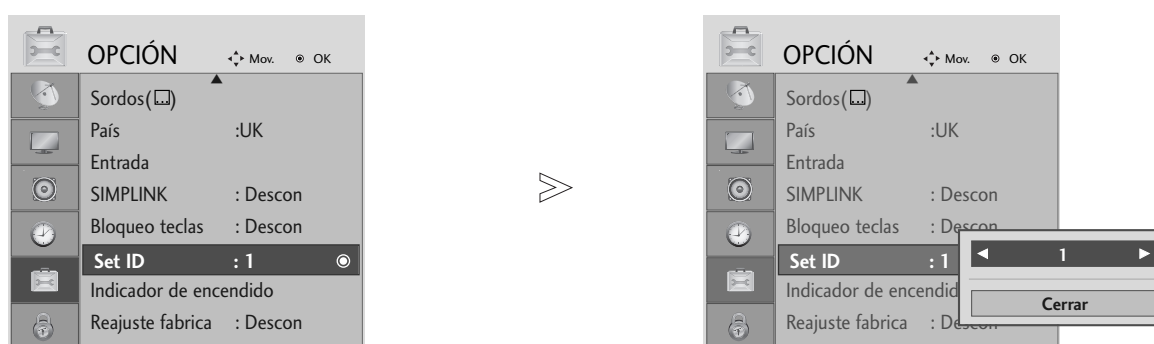 OPCIÓN Mov. OK
Sordos()
País :UK
Entrada
SIMPLINK : Descon
Bloqueo teclas : Descon
Set ID : 1
Indicador de encendido
Reajuste fabrica : Descon
OPCIÓN Mov. OK
Sordos()
País :UK
Entrada
SIMPLINK : Descon
Bloqueo teclas : Descon
Set ID : 1
◄ 1 ►
Indicador de encendid
Cerrar
Reajuste fabrica : Descon